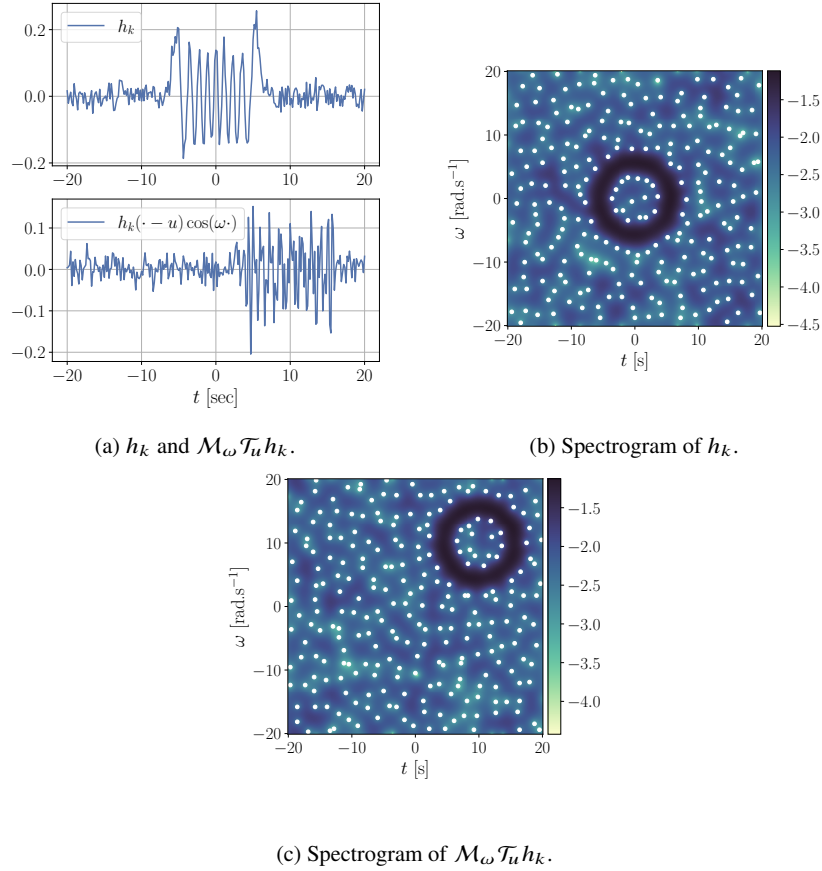 0.2
0.0
−0.2
h_k
−20 −10 0 10 20
0.1
0.0
−0.1
−0.2
h_k(· − u) cos(ω·)
−20 −10 0 10 20
t [sec]
20
10
0
−10
−20
ω [rad.s⁻¹]
−20 −10 0 10 20
t [s]
−1.5
−2.0
−2.5
−3.0
−3.5
−4.0
−4.5
(a) h_k and ℳ_ω 𝒯_u h_k.
(b) Spectrogram of h_k.
20
10
0
−10
−20
ω [rad.s⁻¹]
−20 −10 0 10 20
t [s]
−1.5
−2.0
−2.5
−3.0
−3.5
−4.0
(c) Spectrogram of ℳ_ω 𝒯_u h_k.